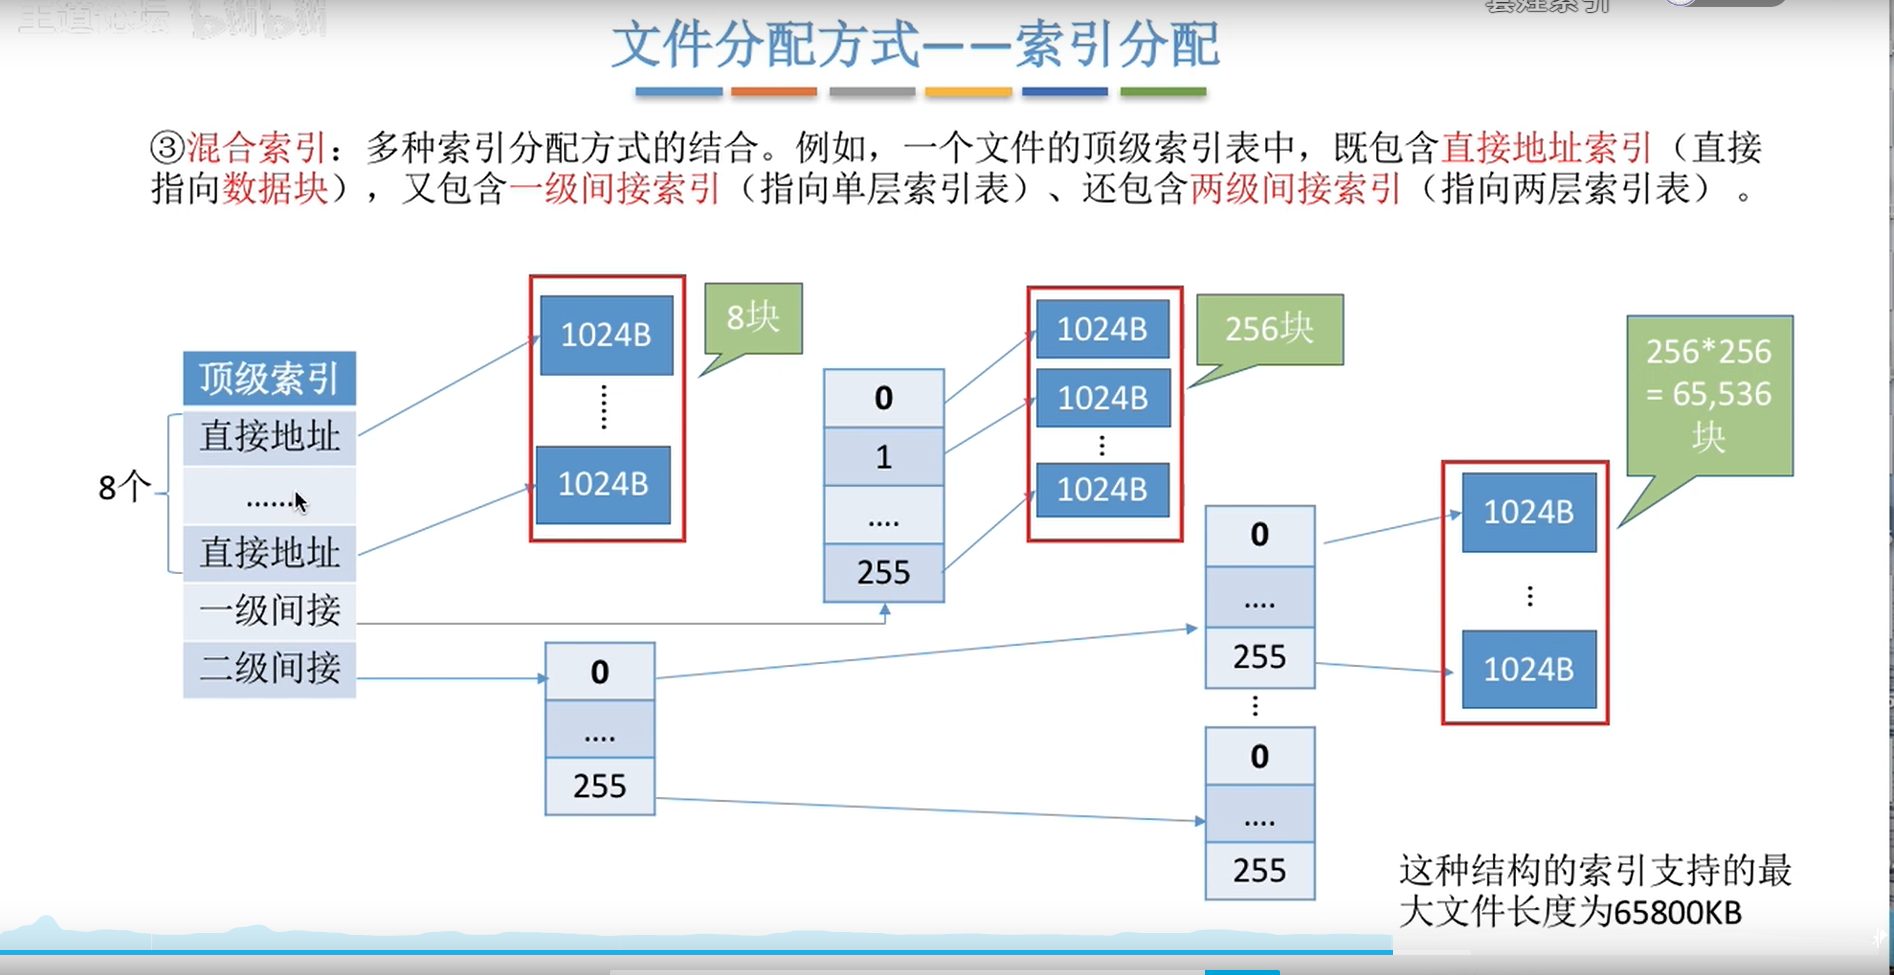 王道论坛 bilibili
文件分配方式——索引分配
③混合索引：多种索引分配方式的结合。例如，一个文件的顶级索引表中，既包含直接地址索引（直接
指向数据块），又包含一级间接索引（指向单层索引表）、还包含两级间接索引（指向两层索引表）。
顶级索引
直接地址
......
直接地址
一级间接
二级间接
8个
1024B
1024B
8块
0
1
....
255
1024B
1024B
1024B
256块
0
....
255
0
....
255
0
....
255
1024B
1024B
256*256
= 65,536
块
这种结构的索引支持的最
大文件长度为65800KB